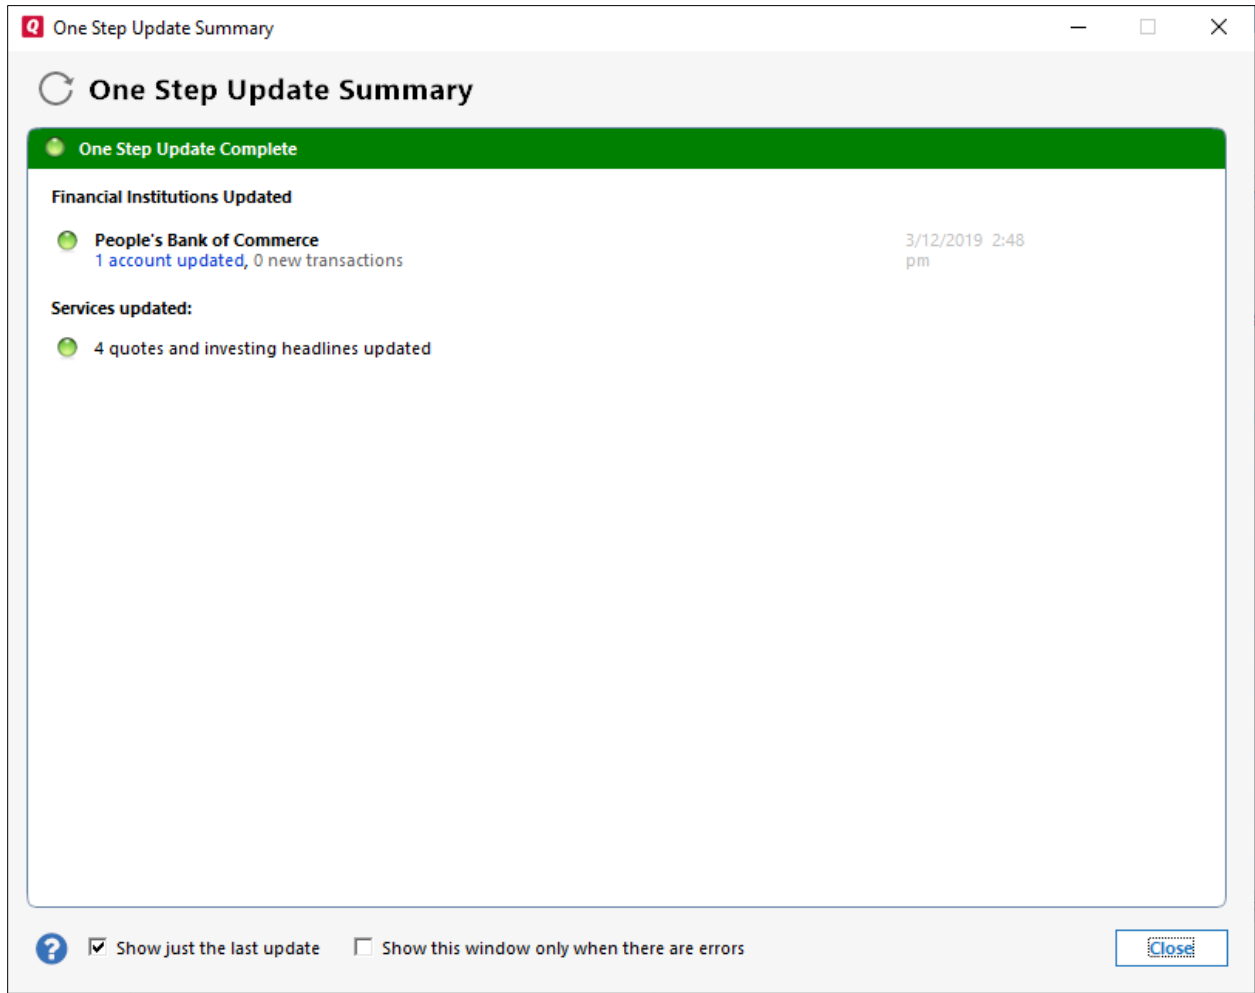 One Step Update Summary
One Step Update Summary
One Step Update Complete
Financial Institutions Updated
People's Bank of Commerce
1 account updated, 0 new transactions
3/12/2019 2:48
pm
Services updated:
4 quotes and investing headlines updated
? Show just the last update Show this window only when there are errors Close